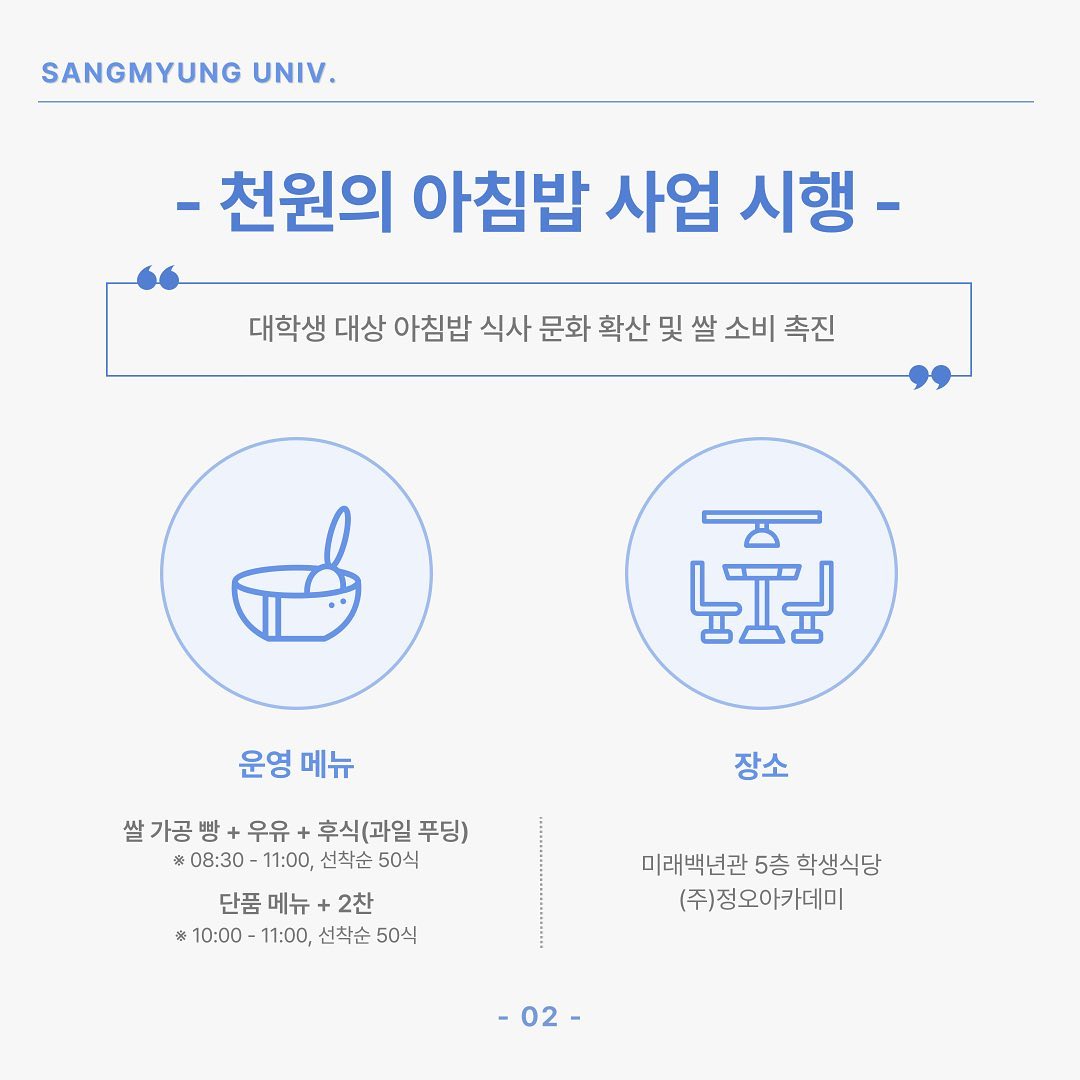 SANGMYUNG UNIV.
- 천원의 아침밥 사업 시행 -
❝
대학생 대상 아침밥 식사 문화 확산 및 쌀 소비 촉진
❞
운영 메뉴
쌀 가공 빵 + 우유 + 후식(과일 푸딩)
※ 08:30 - 11:00, 선착순 50식
단품 메뉴 + 2찬
※ 10:00 - 11:00, 선착순 50식
장소
미래백년관 5층 학생식당
(주)정오아카데미
- 02 -